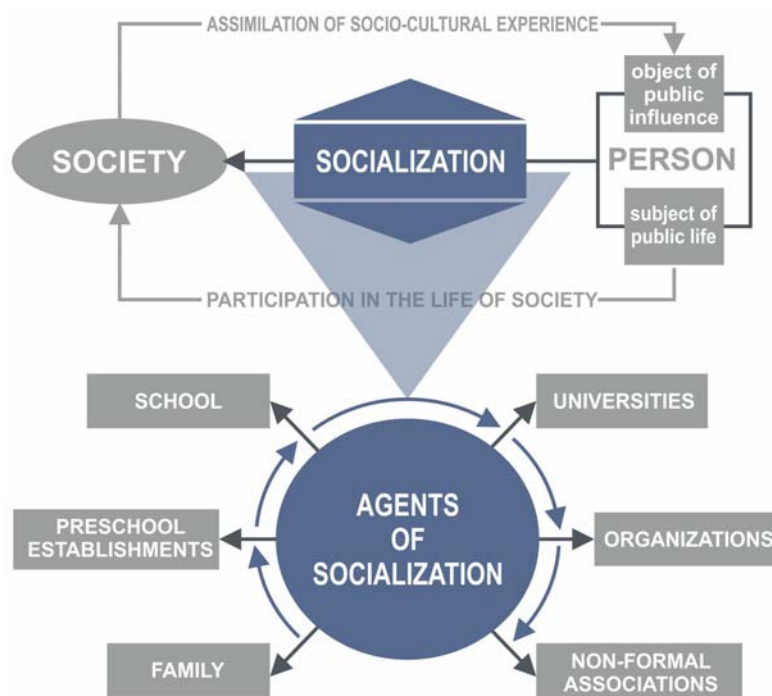 ASSIMILATION OF SOCIO-CULTURAL EXPERIENCE
object of
public
influence
SOCIETY
SOCIALIZATION
PERSON
subject of
public life
PARTICIPATION IN THE LIFE OF SOCIETY
SCHOOL
UNIVERSITIES
PRESCHOOL
ESTABLISHMENTS
AGENTS
OF
SOCIALIZATION
ORGANIZATIONS
FAMILY
NON-FORMAL
ASSOCIATIONS